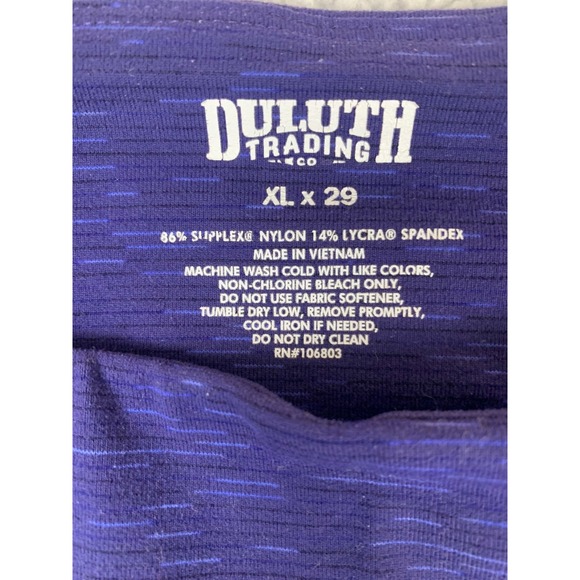 DULUTH
TRADING
& CO
XL x 29
86% SUPPLEX® NYLON 14% LYCRA® SPANDEX
MADE IN VIETNAM
MACHINE WASH COLD WITH LIKE COLORS,
NON-CHLORINE BLEACH ONLY,
DO NOT USE FABRIC SOFTENER,
TUMBLE DRY LOW, REMOVE PROMPTLY,
COOL IRON IF NEEDED,
DO NOT DRY CLEAN
RN#106803